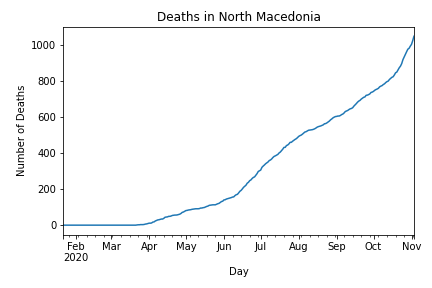 Deaths in North Macedonia
Number of Deaths
1000
800
600
400
200
0
Feb Mar Apr May Jun Jul Aug Sep Oct Nov
2020
Day